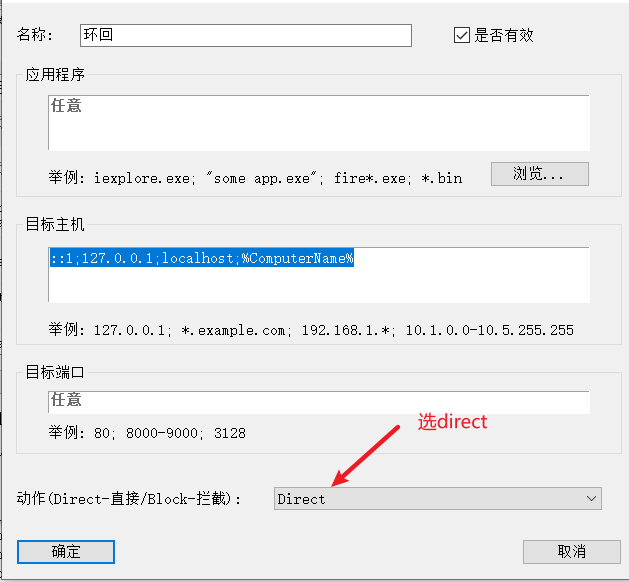 名称: 环回 是否有效
应用程序
任意
举例: iexplore.exe; "some app.exe"; fire*.exe; *.bin 浏览...
目标主机
::1;127.0.0.1;localhost;%ComputerName%
举例: 127.0.0.1; *.example.com; 192.168.1.*; 10.1.0.0-10.5.255.255
目标端口
任意
举例: 80; 8000-9000; 3128
选direct
动作(Direct-直接/Block-拦截): Direct
确定 取消